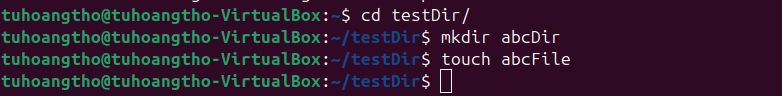 tuhoangtho@tuhoangtho-VirtualBox:~$ cd testDir/
tuhoangtho@tuhoangtho-VirtualBox:~/testDir$ mkdir abcDir
tuhoangtho@tuhoangtho-VirtualBox:~/testDir$ touch abcFile
tuhoangtho@tuhoangtho-VirtualBox:~/testDir$